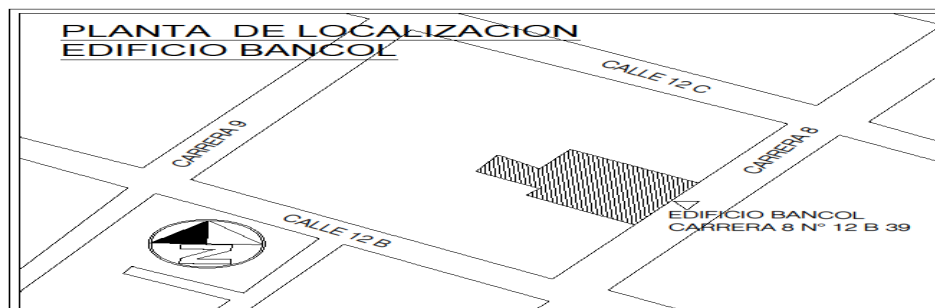 PLANTA DE LOCALIZACION
EDIFICIO BANCOL
CALLE 12 C
CARRERA 9
CARRERA 8
EDIFICIO BANCOL
CARRERA 8 N° 12 B 39
CALLE 12 B
N